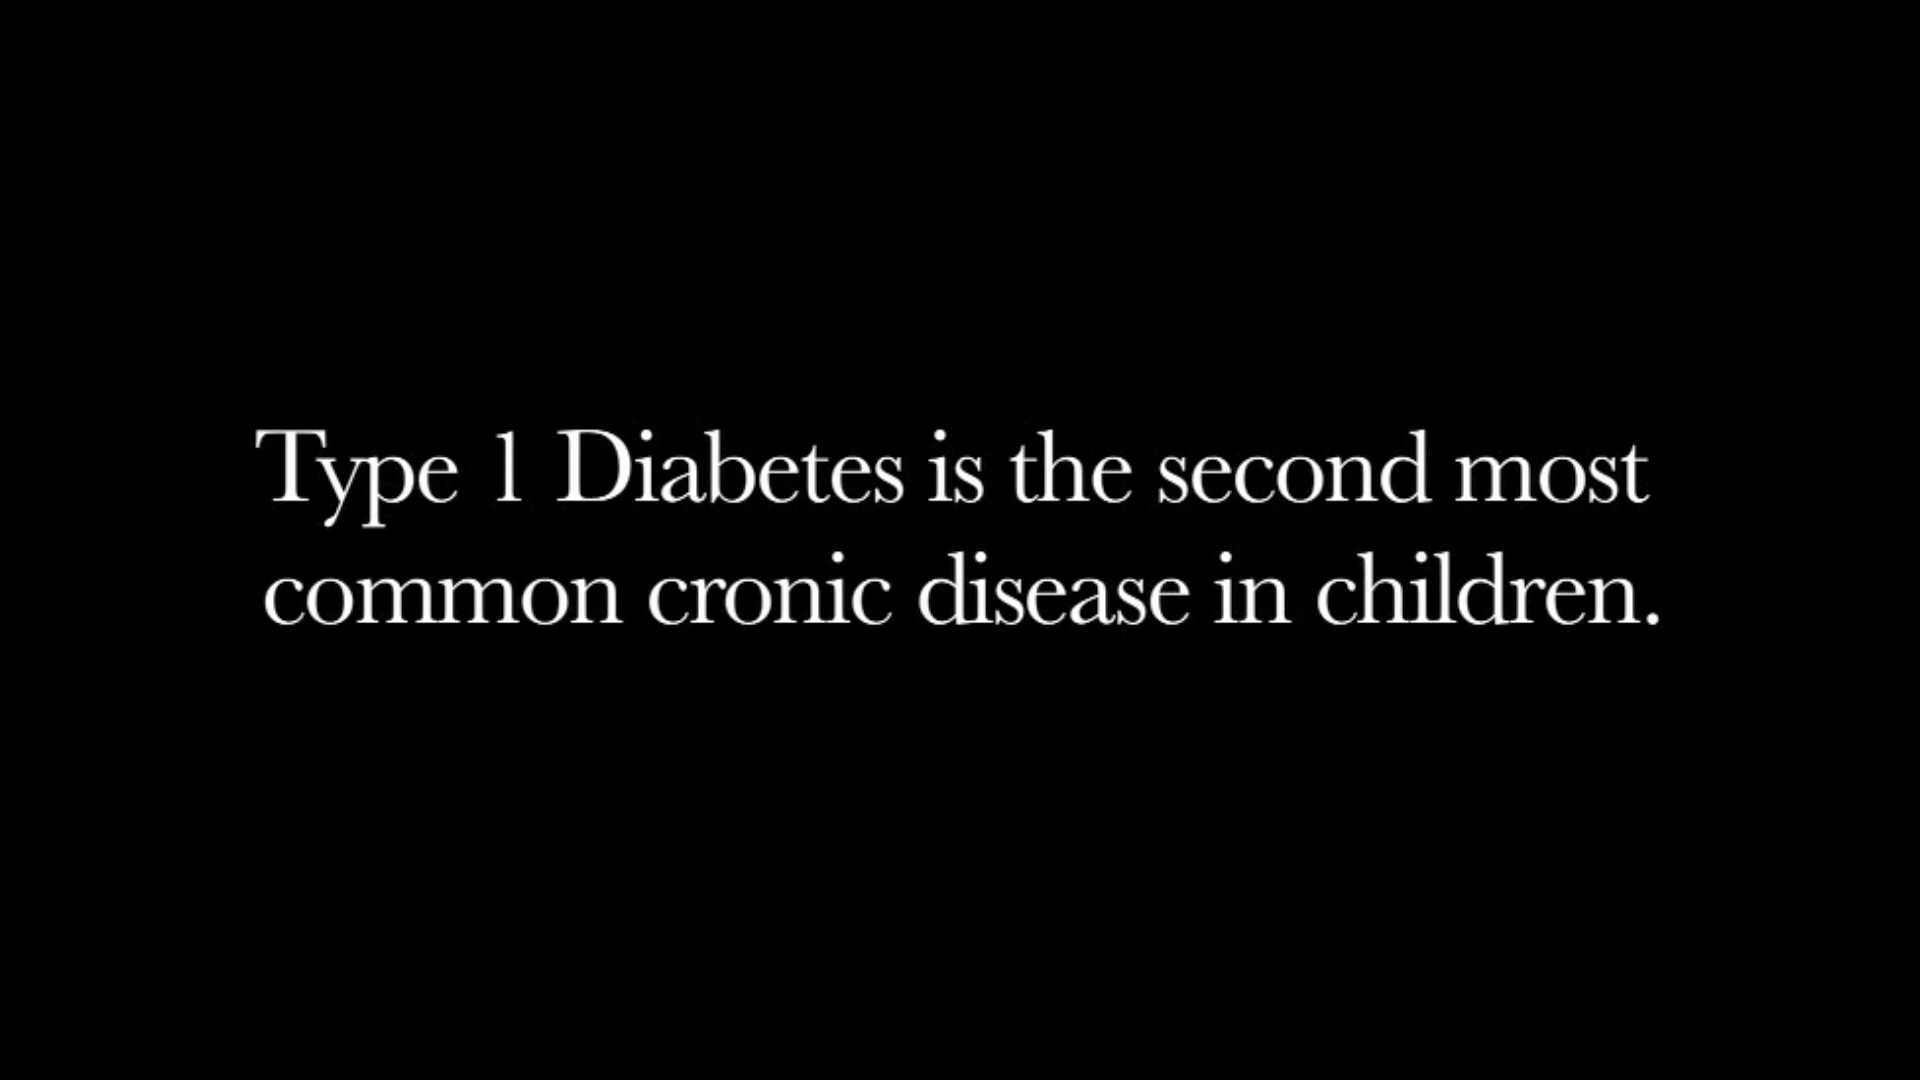 Type 1 Diabetes is the second most
common cronic disease in children.